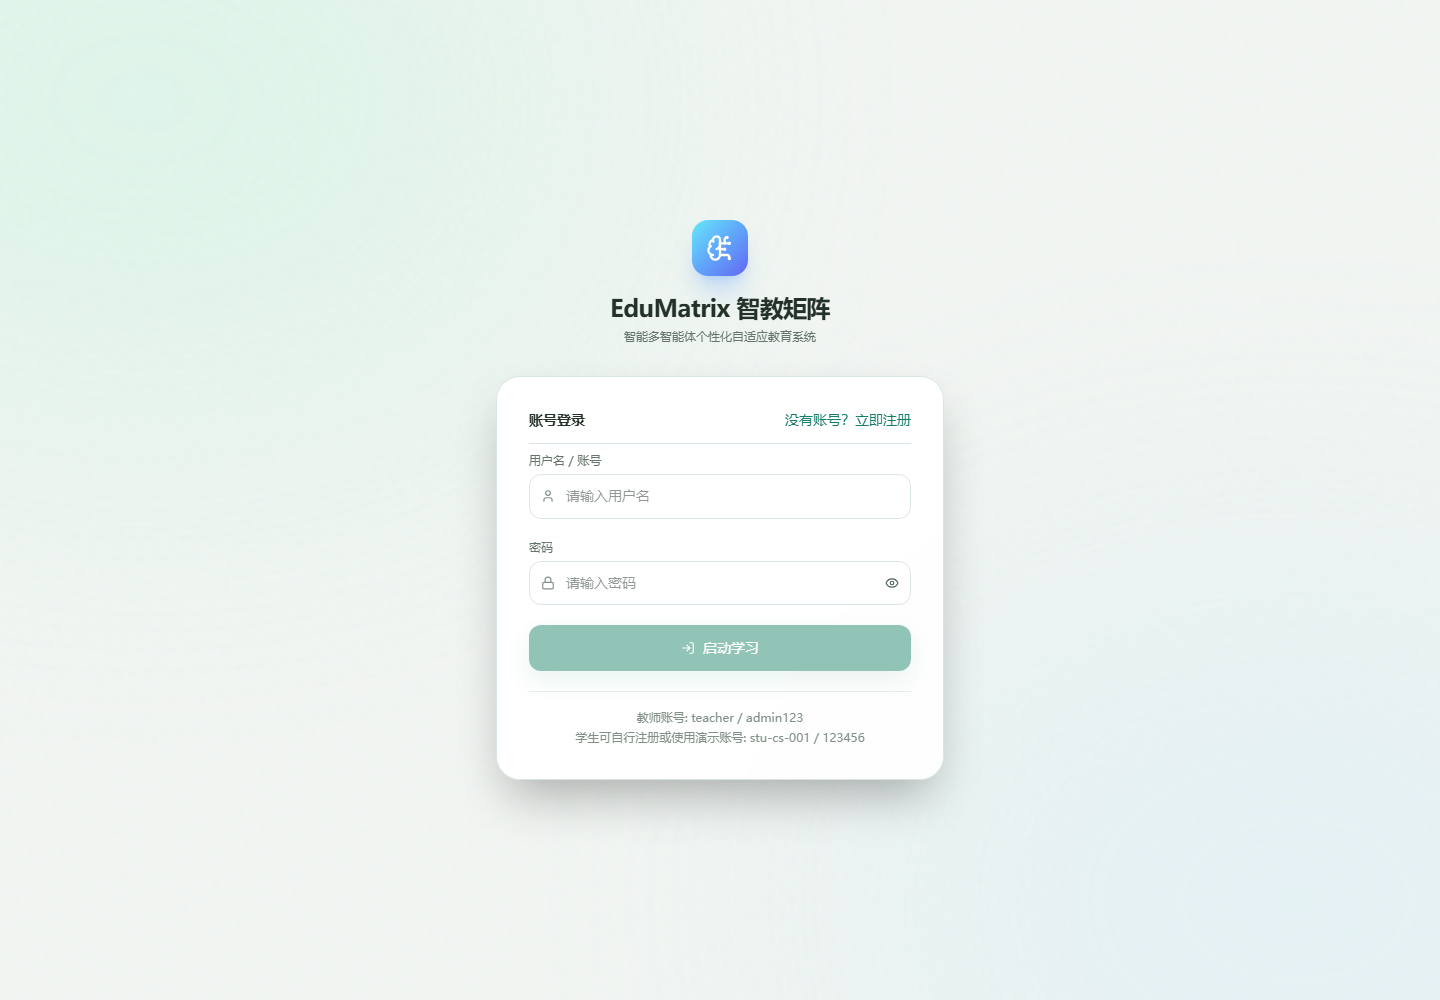 EduMatrix 智教矩阵
智能多智能体个性化自适应教育系统
账号登录
没有账号？立即注册
用户名 / 账号
请输入用户名
密码
请输入密码
启动学习
教师账号: teacher / admin123
学生可自行注册或使用演示账号: stu-cs-001 / 123456